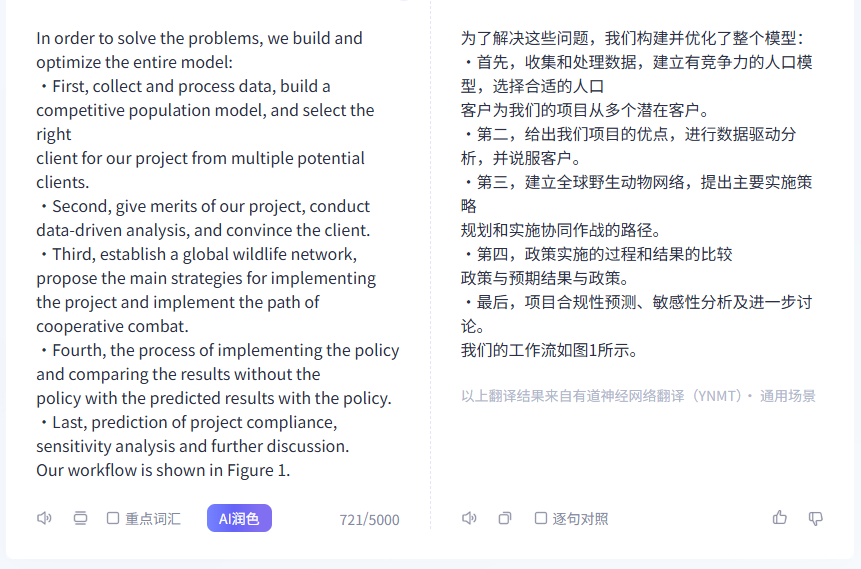 In order to solve the problems, we build and
optimize the entire model:
・First, collect and process data, build a
competitive population model, and select the
right
client for our project from multiple potential
clients.
・Second, give merits of our project, conduct
data-driven analysis, and convince the client.
・Third, establish a global wildlife network,
propose the main strategies for implementing
the project and implement the path of
cooperative combat.
・Fourth, the process of implementing the policy
and comparing the results without the
policy with the predicted results with the policy.
・Last, prediction of project compliance,
sensitivity analysis and further discussion.
Our workflow is shown in Figure 1.
重点词汇
AI润色
721/5000
为了解决这些问题，我们构建并优化了整个模型：
・首先，收集和处理数据，建立有竞争力的人口模
型，选择合适的人口
客户为我们的项目从多个潜在客户。
・第二，给出我们项目的优点，进行数据驱动分
析，并说服客户。
・第三，建立全球野生动物网络，提出主要实施策
略
规划和实施协同作战的路径。
・第四，政策实施的过程和结果的比较
政策与预期结果与政策。
・最后，项目合规性预测、敏感性分析及进一步讨
论。
我们的工作流如图1所示。
以上翻译结果来自有道神经网络翻译（YNMT）· 通用场景
逐句对照